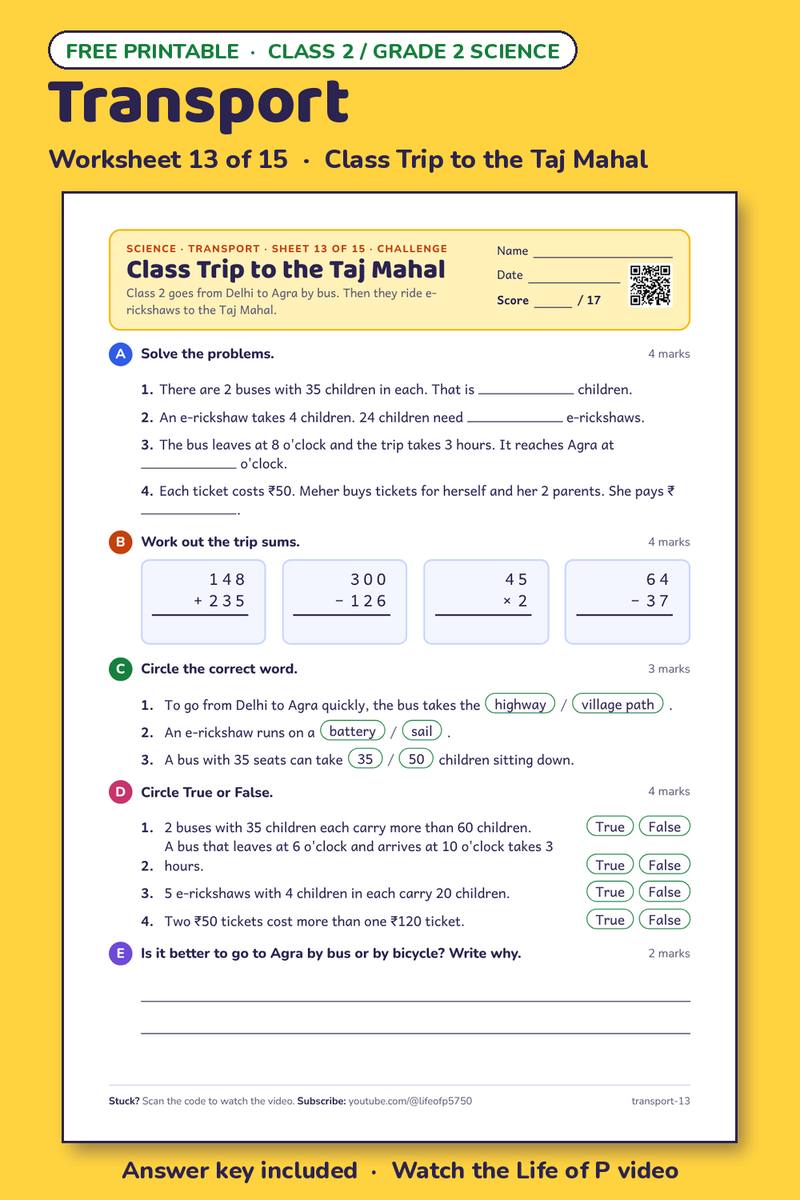 FREE PRINTABLE · CLASS 2 / GRADE 2 SCIENCE
Transport
Worksheet 13 of 15 · Class Trip to the Taj Mahal
SCIENCE · TRANSPORT · SHEET 13 OF 15 · CHALLENGE
Class Trip to the Taj Mahal
Class 2 goes from Delhi to Agra by bus. Then they ride e-
rickshaws to the Taj Mahal.
Name ____________
Date ____________
Score ______ / 17
A Solve the problems. 4 marks
1. There are 2 buses with 35 children in each. That is ____________ children.
2. An e-rickshaw takes 4 children. 24 children need ____________ e-rickshaws.
3. The bus leaves at 8 o'clock and the trip takes 3 hours. It reaches Agra at
____________ o'clock.
4. Each ticket costs ₹50. Meher buys tickets for herself and her 2 parents. She pays ₹
____________.
B Work out the trip sums. 4 marks
148 300 45 64
+ 235 − 126 × 2 − 37
C Circle the correct word. 3 marks
1. To go from Delhi to Agra quickly, the bus takes the highway / village path .
2. An e-rickshaw runs on a battery / sail .
3. A bus with 35 seats can take 35 / 50 children sitting down.
D Circle True or False. 4 marks
1. 2 buses with 35 children each carry more than 60 children. True False
A bus that leaves at 6 o'clock and arrives at 10 o'clock takes 3
2. hours. True False
3. 5 e-rickshaws with 4 children in each carry 20 children. True False
4. Two ₹50 tickets cost more than one ₹120 ticket. True False
E Is it better to go to Agra by bus or by bicycle? Write why. 2 marks
Stuck? Scan the code to watch the video. Subscribe: youtube.com/@lifeofp5750 transport-13
Answer key included · Watch the Life of P video